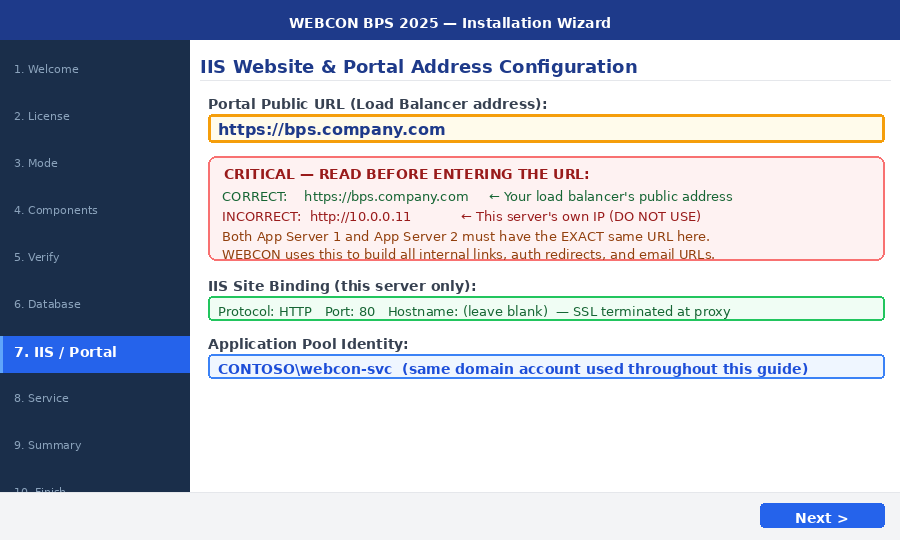 WEBCON BPS 2025 — Installation Wizard
1. Welcome
2. License
3. Mode
4. Components
5. Verify
6. Database
7. IIS / Portal
8. Service
9. Summary
10. Finish
IIS Website & Portal Address Configuration
Portal Public URL (Load Balancer address):
https://bps.company.com
CRITICAL — READ BEFORE ENTERING THE URL:
CORRECT: https://bps.company.com ← Your load balancer's public address
INCORRECT: http://10.0.0.11 ← This server's own IP (DO NOT USE)
Both App Server 1 and App Server 2 must have the EXACT same URL here.
WEBCON uses this to build all internal links, auth redirects, and email URLs.
IIS Site Binding (this server only):
Protocol: HTTP Port: 80 Hostname: (leave blank) — SSL terminated at proxy
Application Pool Identity:
CONTOSO\webcon-svc (same domain account used throughout this guide)
Next >